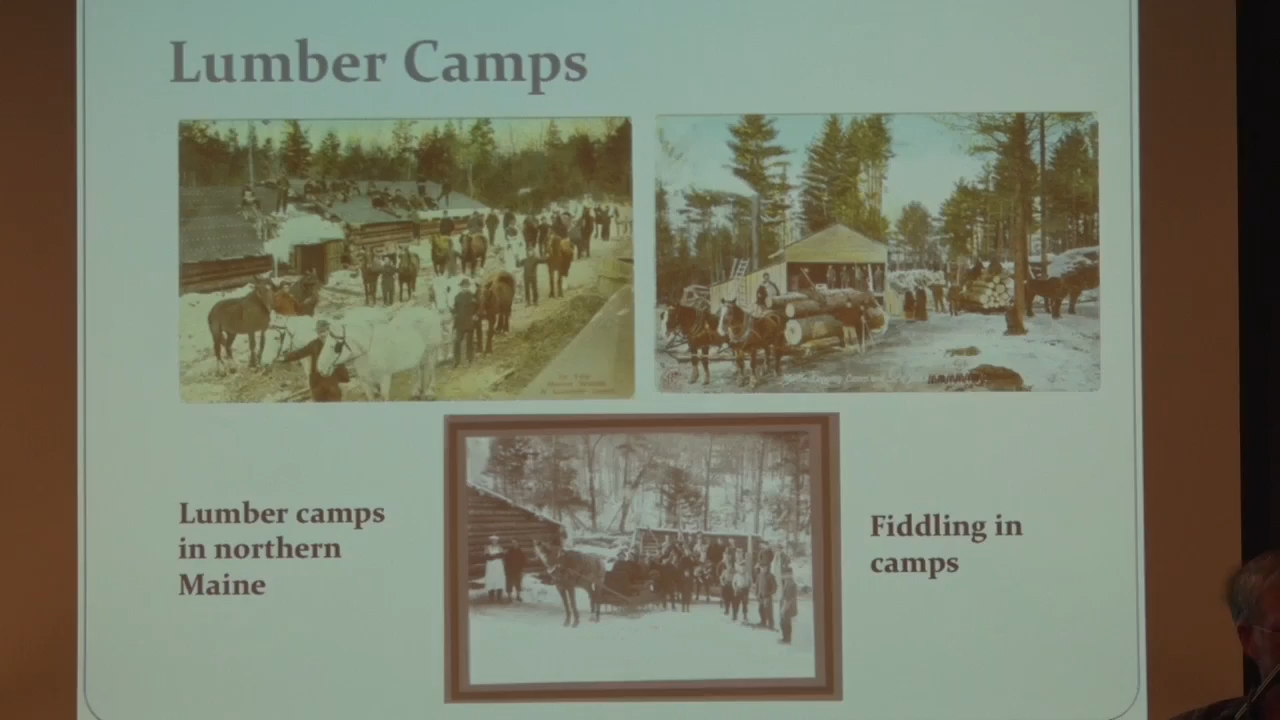 Lumber Camps
Lumber camps
in northern
Maine
Fiddling in
camps